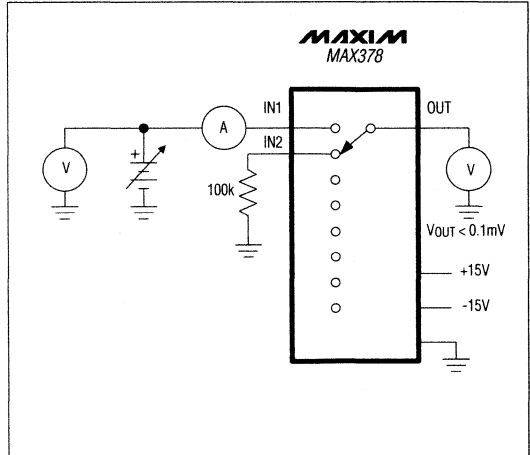 MAXIM
MAX378
IN1
OUT
A
IN2
V
+
100k
V
VOUT < 0.1mV
+15V
-15V